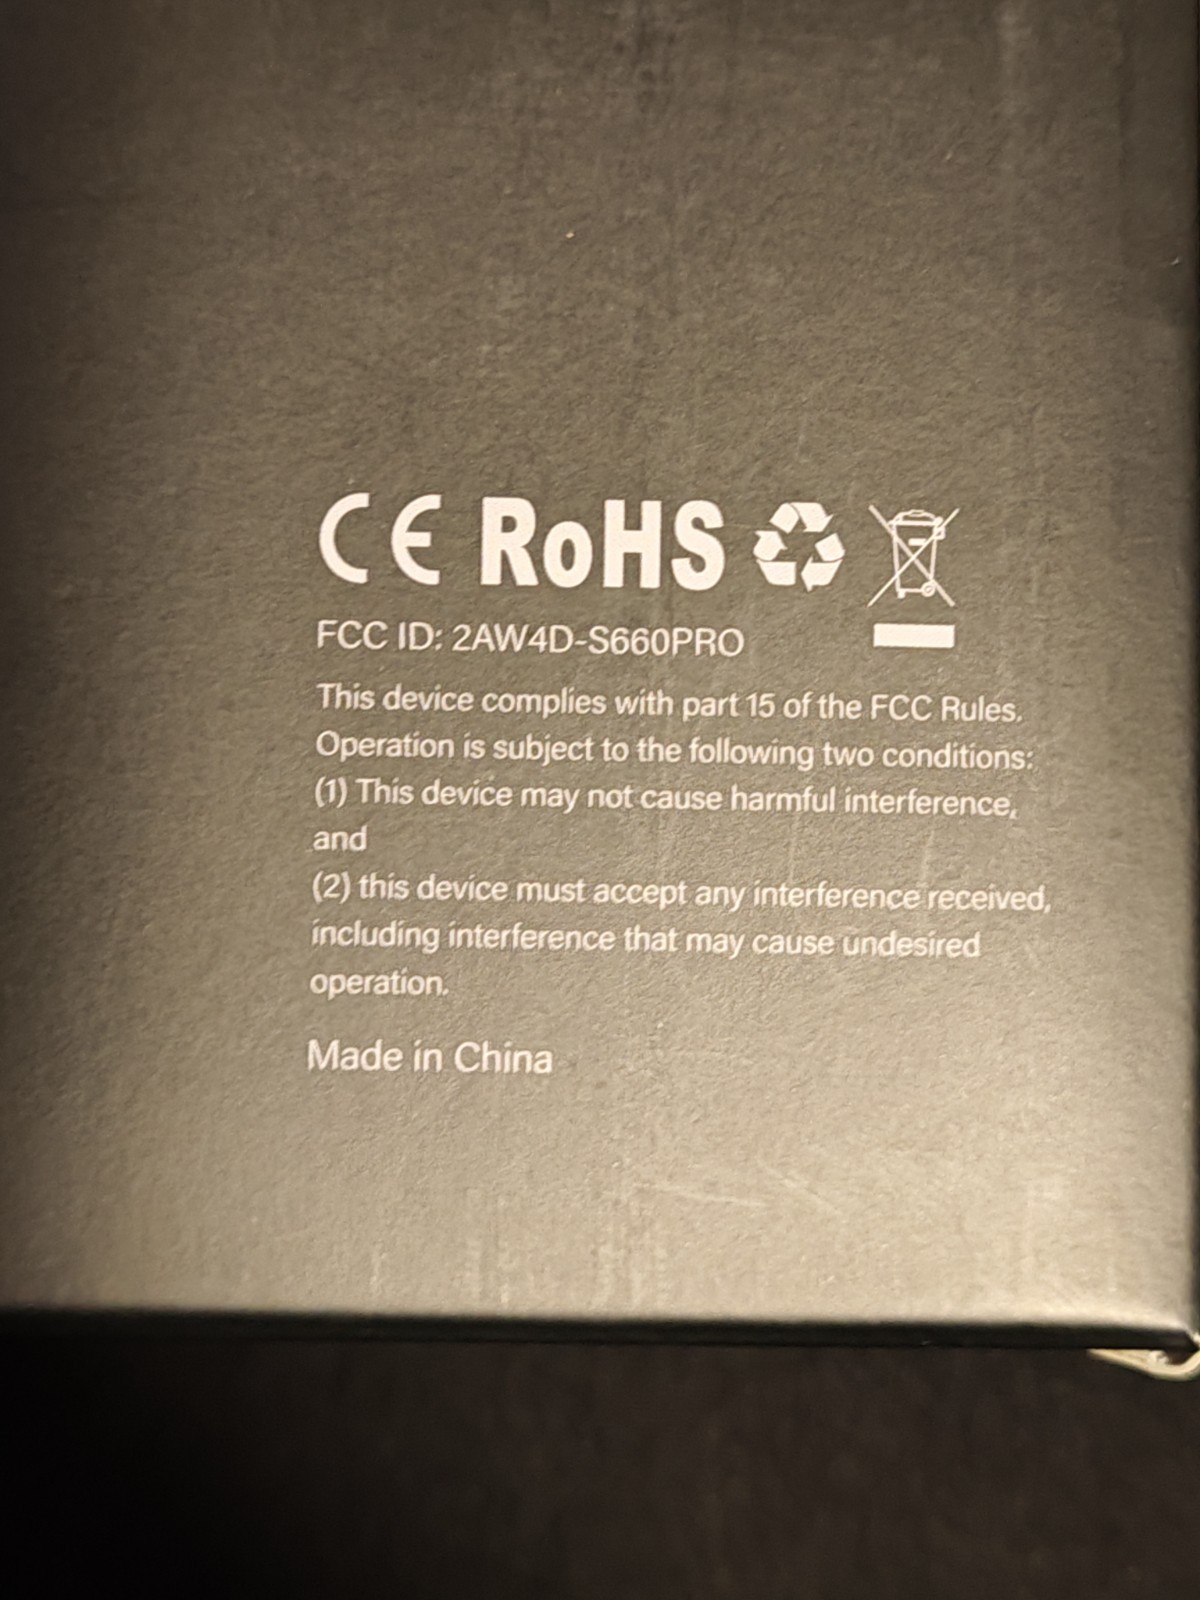 CE RoHS
FCC ID: 2AW4D-S660PRO
This device complies with part 15 of the FCC Rules.
Operation is subject to the following two conditions:
(1) This device may not cause harmful interference,
and
(2) this device must accept any interference received,
including interference that may cause undesired
operation.
Made in China